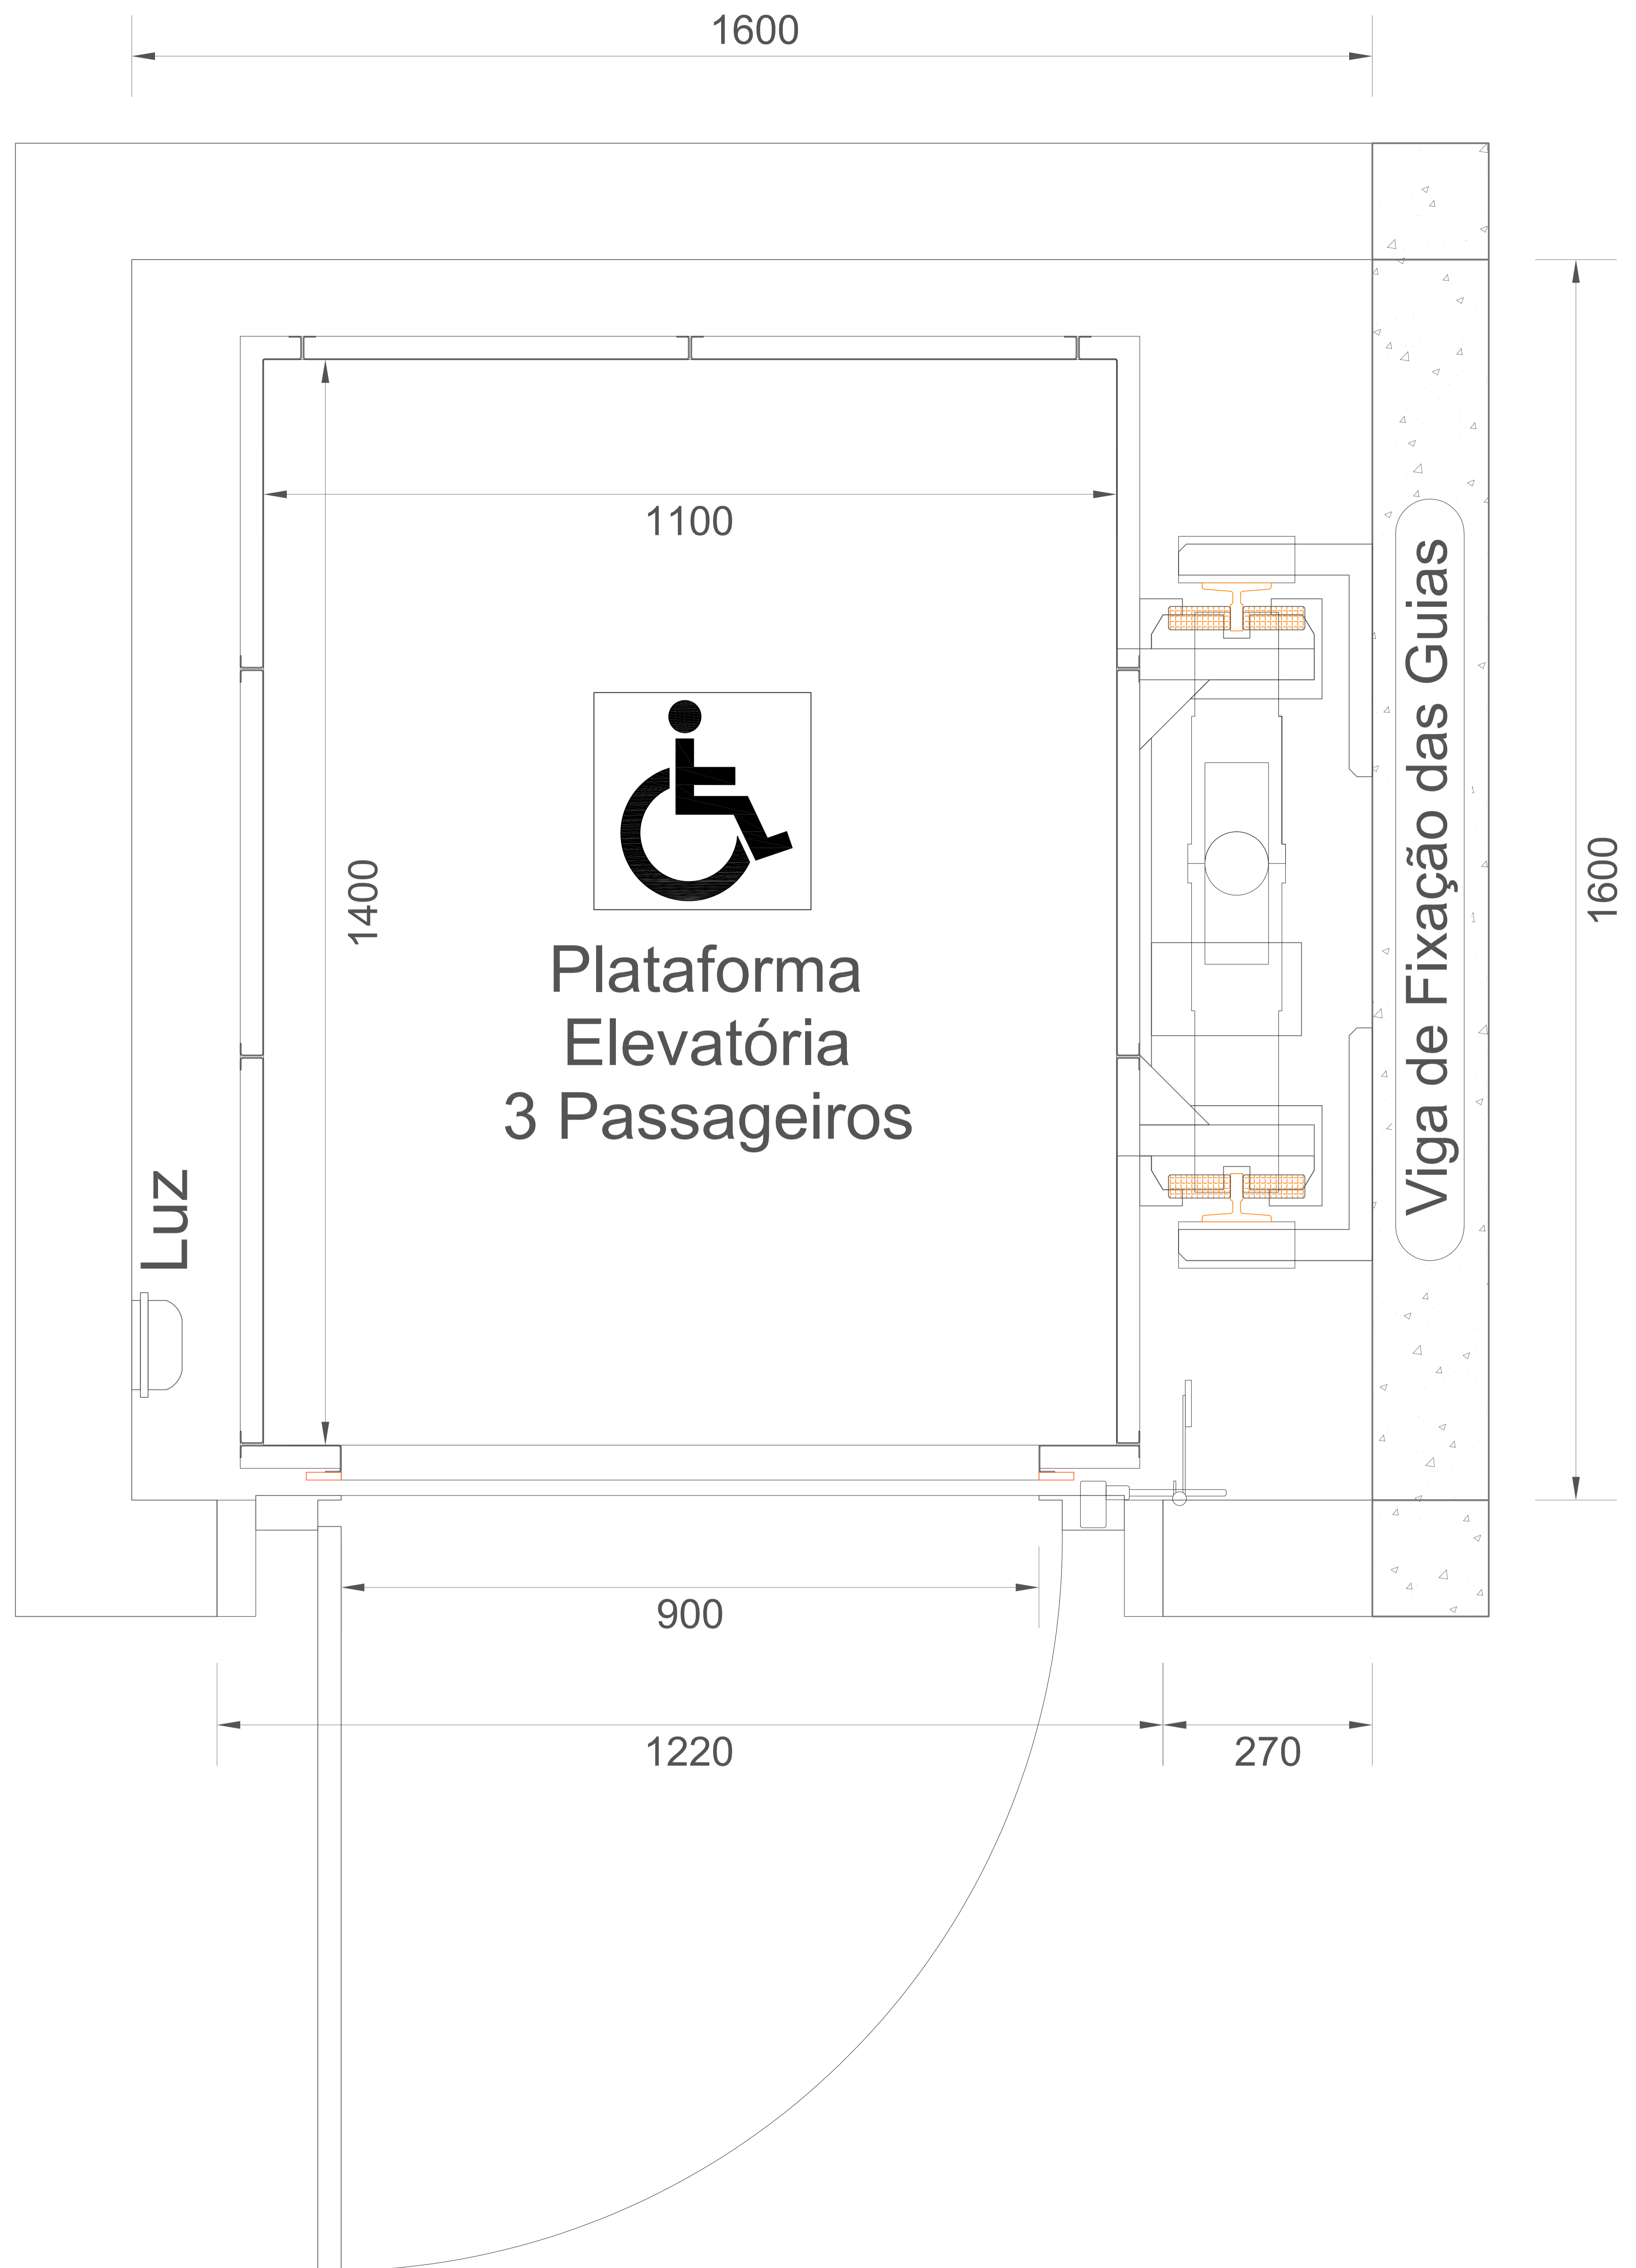 1600
1100
1400
Plataforma
Elevatória
3 Passageiros
Viga de Fixação das Guias
1600
Luz
900
1220
270